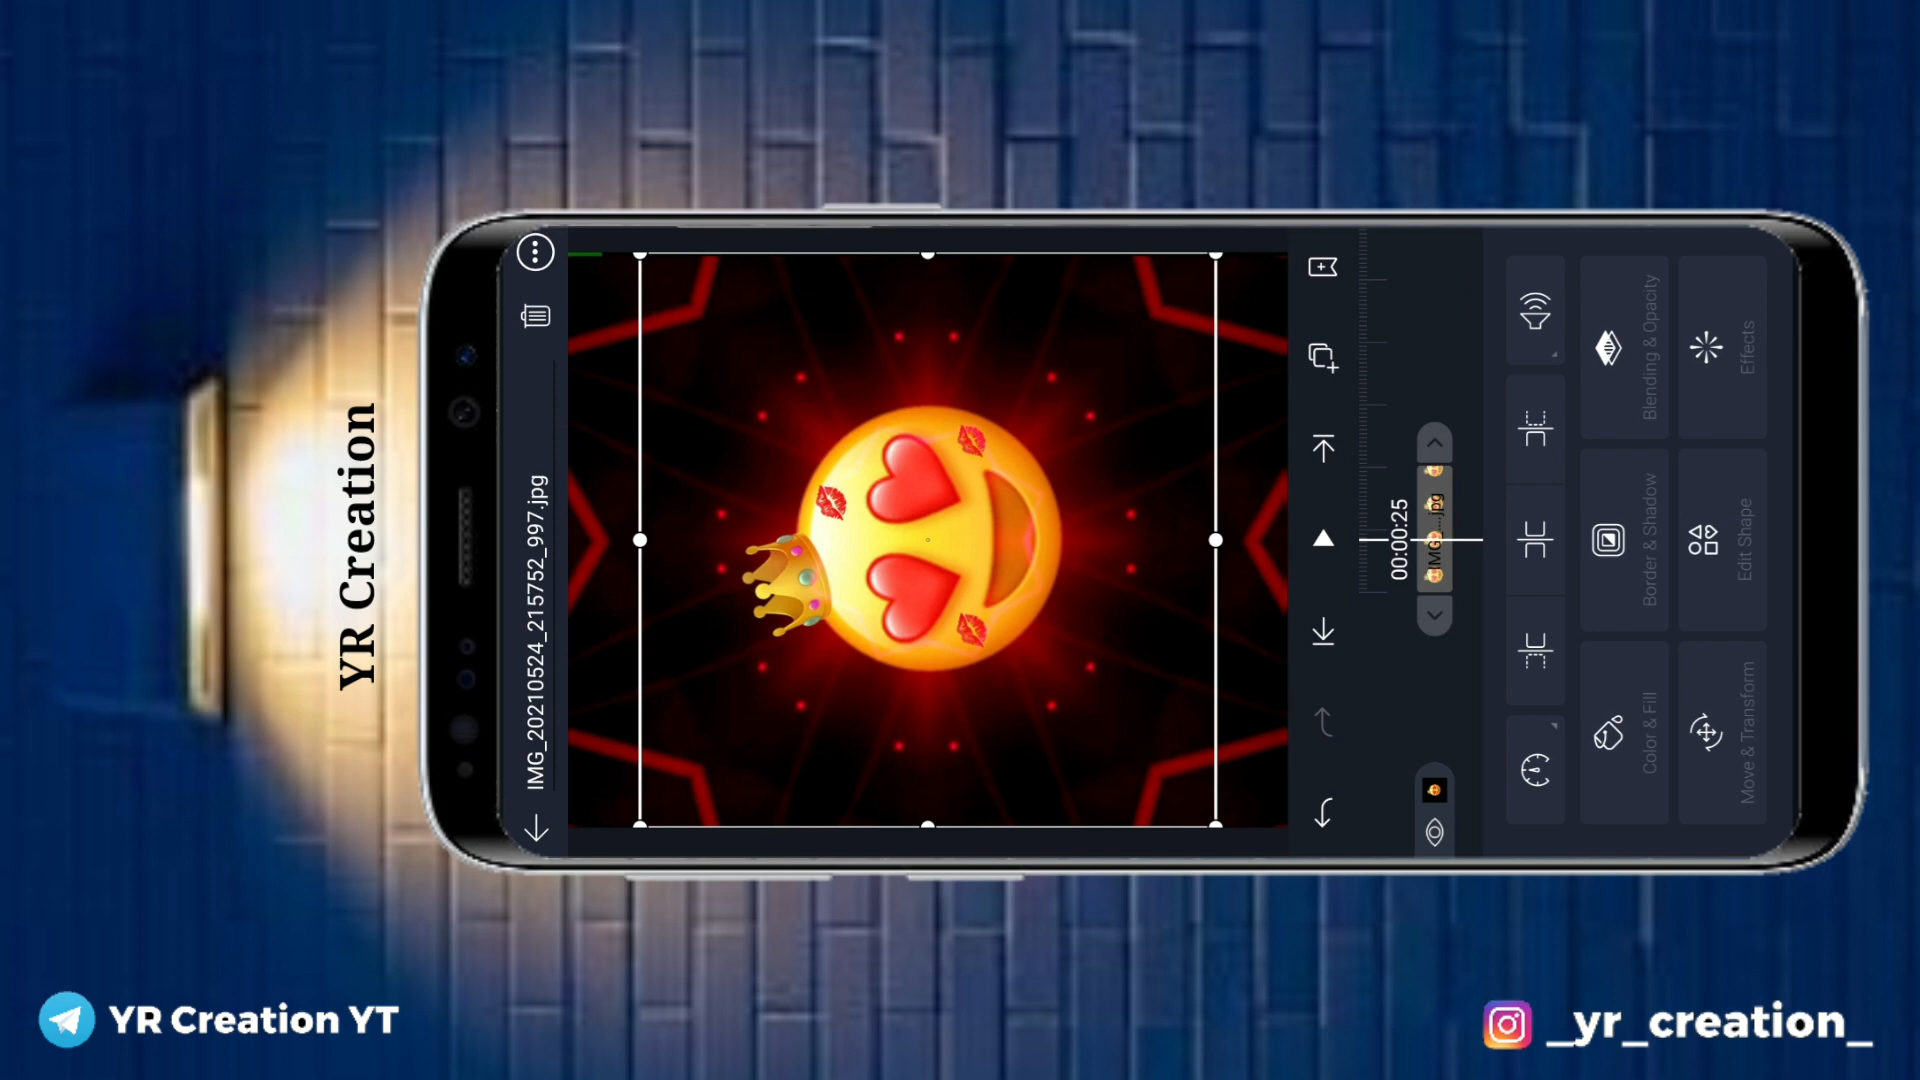 YR Creation
IMG_20210524_215752_997.jpg
00:00:25
IMG_...jpg
Color & Fill
Border & Shadow
Blending & Opacity
Move & Transform
Edit Shape
Effects
YR Creation YT
_yr_creation_